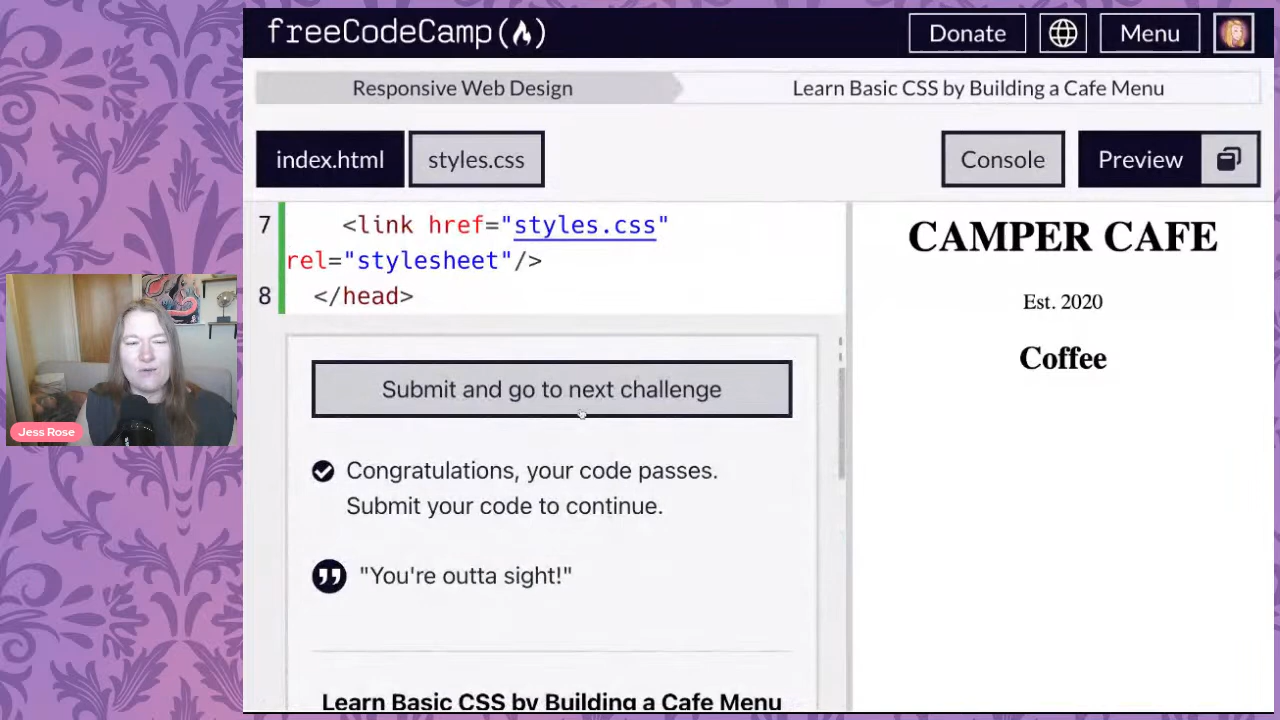 freeCodeCamp(🔥)
Donate
Menu
Responsive Web Design
Learn Basic CSS by Building a Cafe Menu
index.html
styles.css
Console
Preview
7 <link href="styles.css"
rel="stylesheet"/>
8 </head>
CAMPER CAFE
Est. 2020
Coffee
Submit and go to next challenge
Congratulations, your code passes.
Submit your code to continue.
"You're outta sight!"
Learn Basic CSS by Building a Cafe Menu
Jess Rose